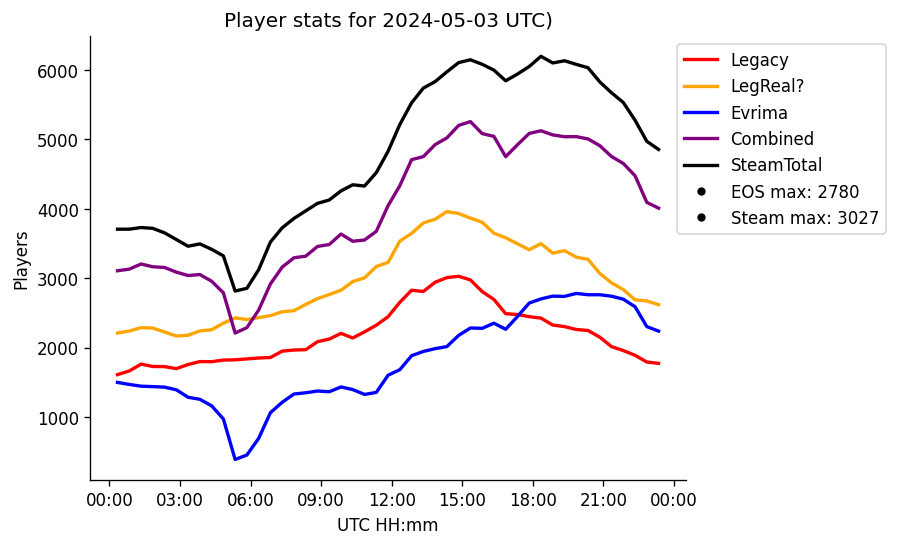 Player stats for 2024-05-03 UTC)
Legacy
LegReal?
Evrima
Combined
SteamTotal
EOS max: 2780
Steam max: 3027
6000
5000
4000
3000
2000
1000
Players
00:00 03:00 06:00 09:00 12:00 15:00 18:00 21:00 00:00
UTC HH:mm